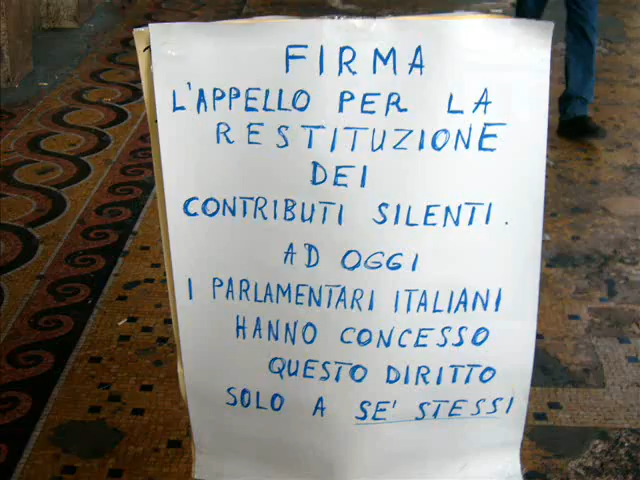 FIRMA
L'APPELLO PER LA
RESTITUZIONE
DEI
CONTRIBUTI SILENTI.
AD OGGI
I PARLAMENTARI ITALIANI
HANNO CONCESSO
QUESTO DIRITTO
SOLO A SE' STESSI